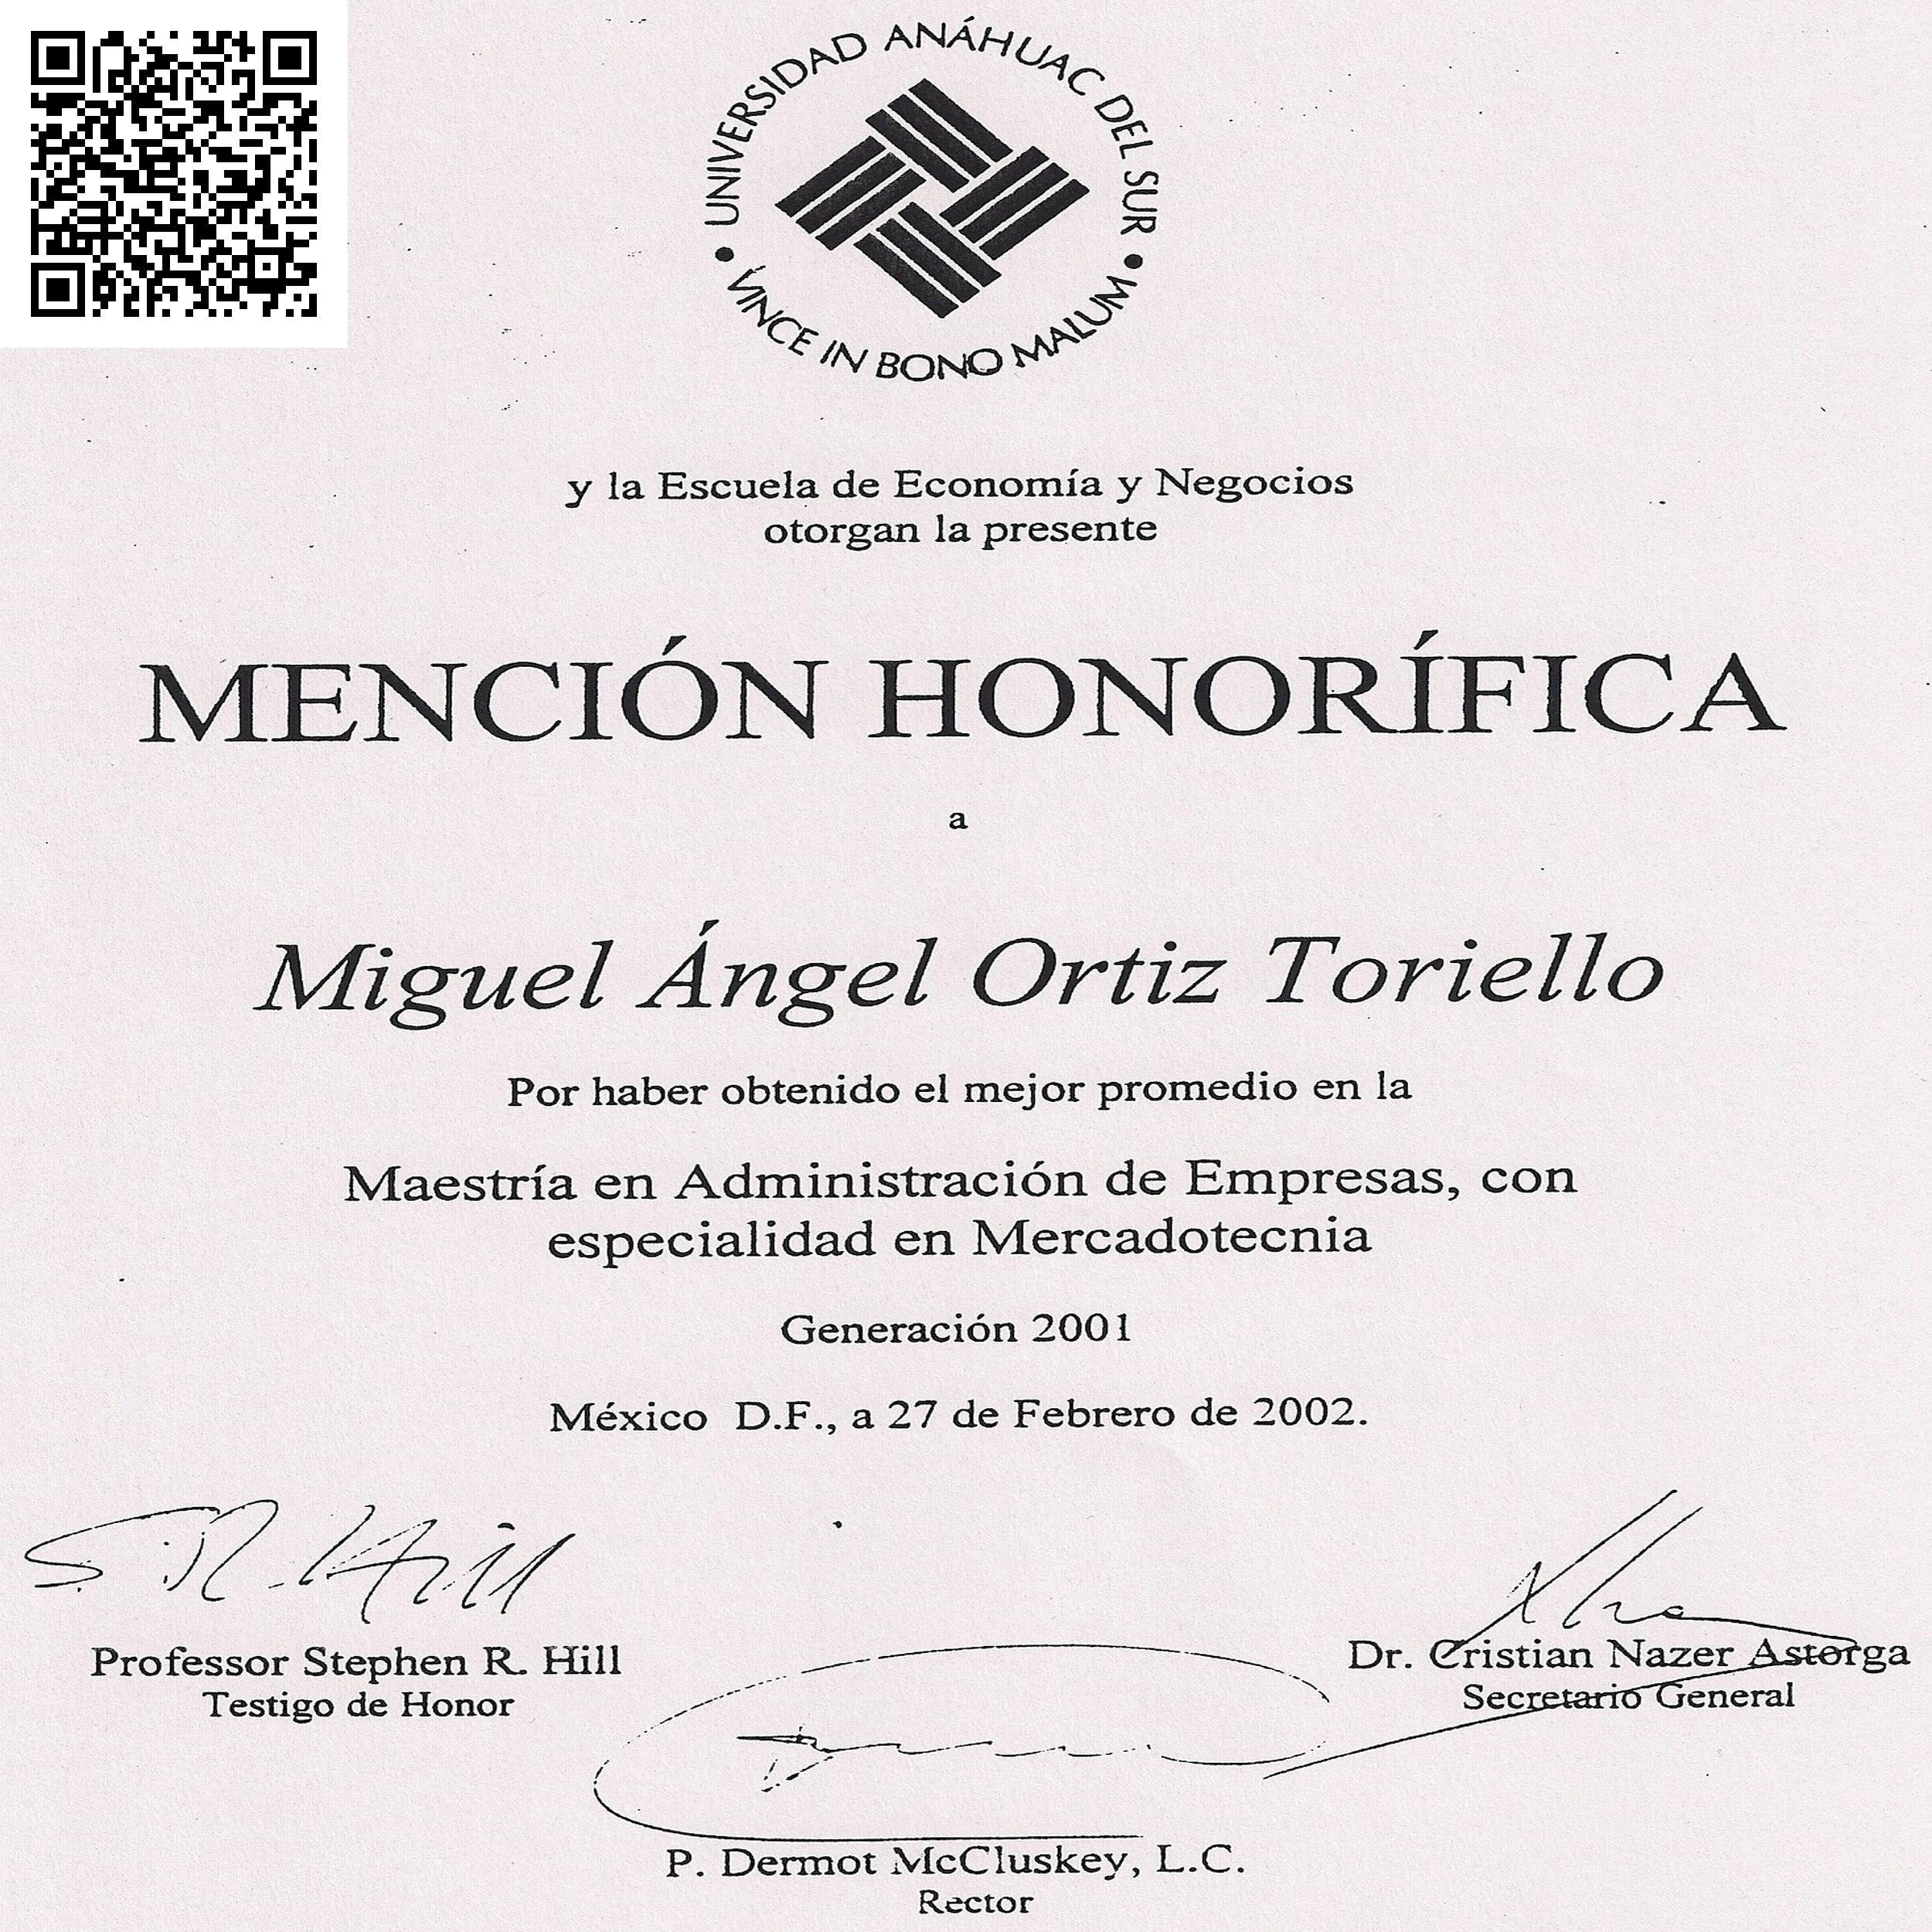 UNIVERSIDAD ANÁHUAC DEL SUR
VINCE IN BONO MALUM
y la Escuela de Economía y Negocios
otorgan la presente
MENCIÓN HONORÍFICA
a
Miguel Ángel Ortiz Toriello
Por haber obtenido el mejor promedio en la
Maestría en Administración de Empresas, con
especialidad en Mercadotecnia
Generación 2001
México D.F., a 27 de Febrero de 2002.
S. R. Hill
Professor Stephen R. Hill
Testigo de Honor
Dr. Cristian Nazer Astorga
Secretario General
P. Dermot McCluskey, L.C.
Rector